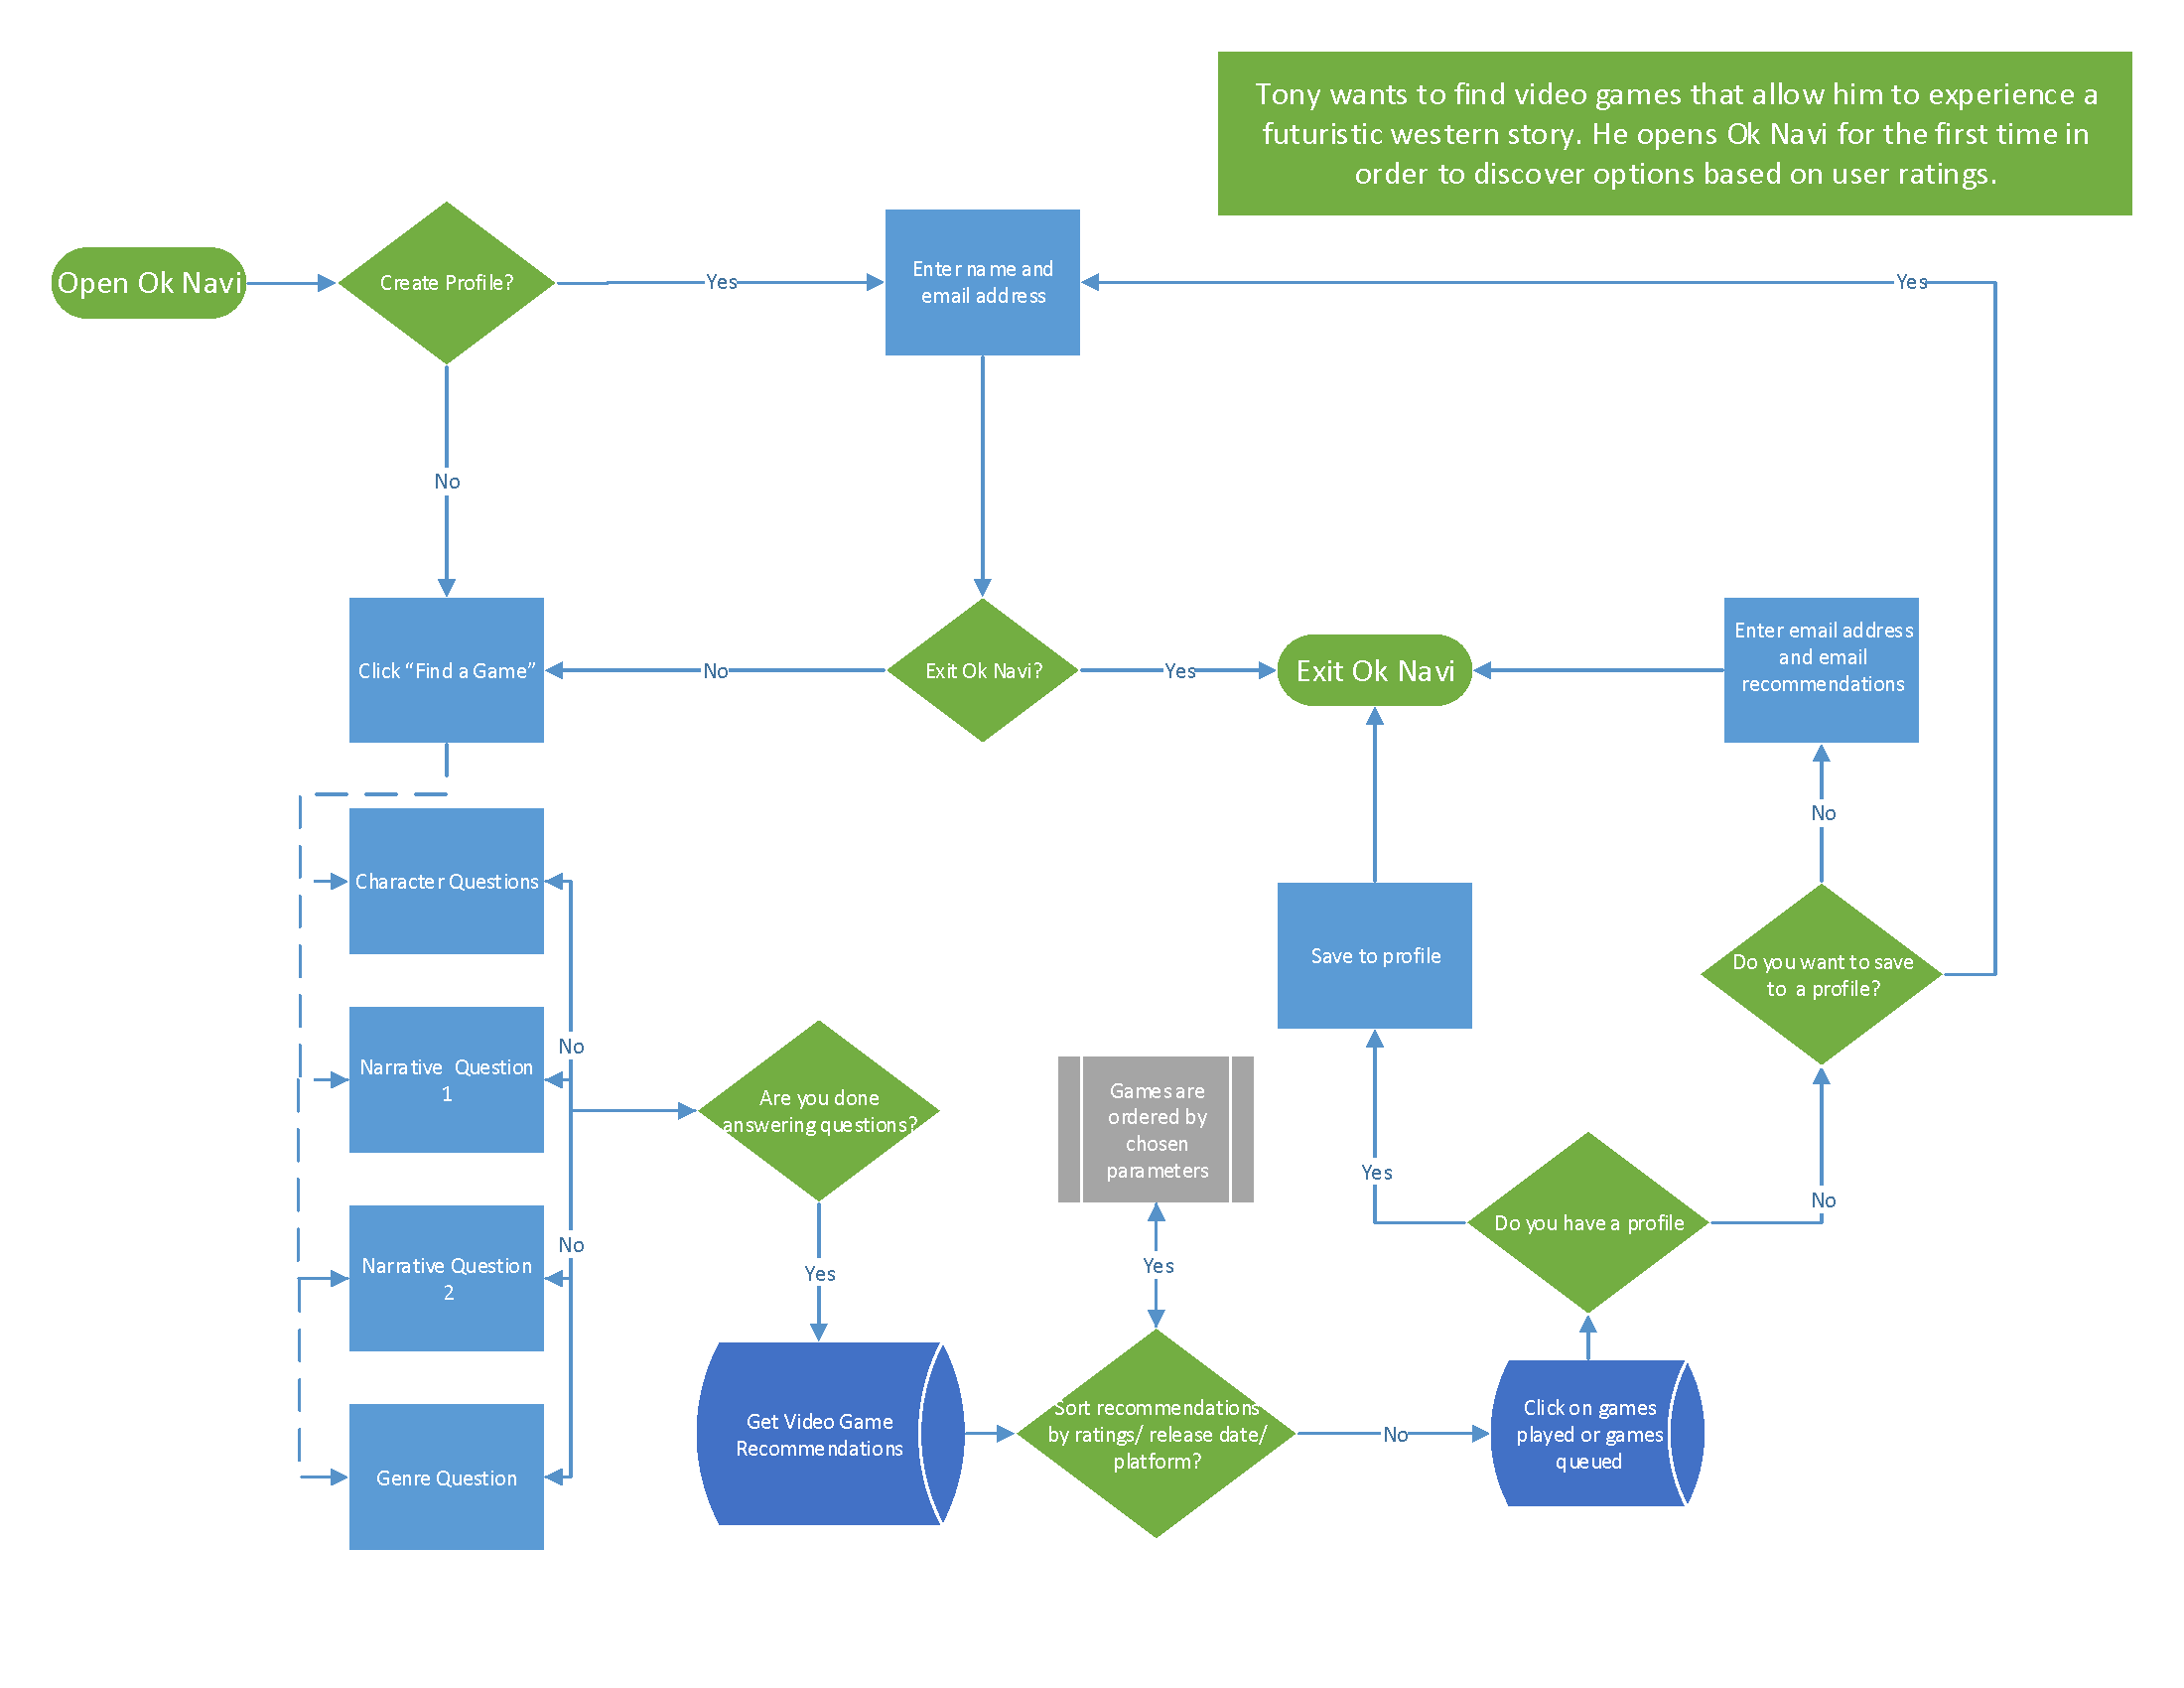 Tony wants to find video games that allow him to experience a
futuristic western story. He opens Ok Navi for the first time in
order to discover options based on user ratings.
Open Ok Navi
Create Profile?
Yes
Enter name and
email address
Yes
No
Click “Find a Game”
No
Exit Ok Navi?
Yes
Exit Ok Navi
Enter email address
and email
recommendations
No
Character Questions
Save to profile
Do you want to save
to a profile?
No
Narrative Question
1
Are you done
answering questions?
Games are
ordered by
chosen
parameters
Yes
Do you have a profile
No
No
Narrative Question
2
Yes
Yes
Get Video Game
Recommendations
Sort recommendations
by ratings/ release date/
platform?
No
Click on games
played or games
queued
Genre Question